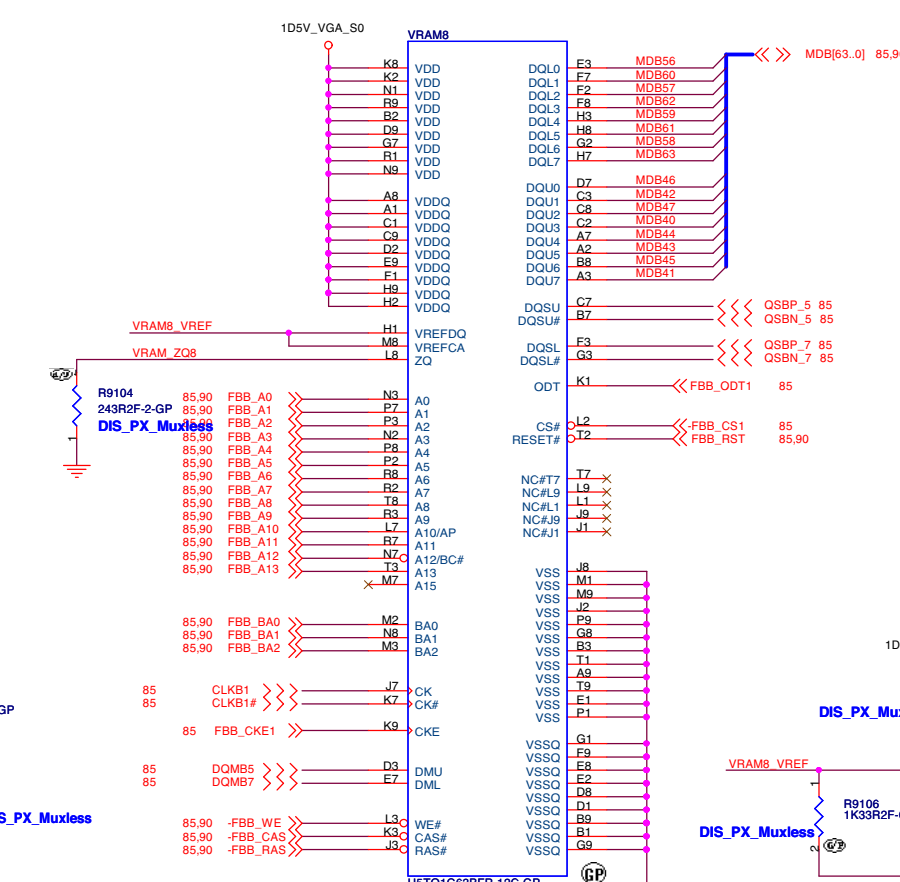 1D5V_VGA_S0
VRAM8
K8 VDD DQL0 E3 MDB56 MDB[63..0] 85,90
K2 VDD DQL1 F7 MDB60
N1 VDD DQL2 F2 MDB57
R9 VDD DQL3 F8 MDB62
B2 VDD DQL4 H3 MDB59
D9 VDD DQL5 H8 MDB61
G7 VDD DQL6 G2 MDB58
R1 VDD DQL7 H7 MDB63
N9 VDD
DQU0 D7 MDB46
A8 VDDQ DQU1 C3 MDB42
A1 VDDQ DQU2 C8 MDB47
C1 VDDQ DQU3 C2 MDB40
C9 VDDQ DQU4 A7 MDB44
D2 VDDQ DQU5 A2 MDB43
E9 VDDQ DQU6 B8 MDB45
F1 VDDQ DQU7 A3 MDB41
H9 VDDQ
H2 VDDQ DQSU C7 QSBP_5 85
DQSU# B7 QSBN_5 85
VRAM8_VREF H1 VREFDQ
M8 VREFCA DQSL F3 QSBP_7 85
VRAM_ZQ8 L8 ZQ DQSL# G3 QSBN_7 85
ODT K1 FBB_ODT1 85
R9104
243R2F-2-GP
DIS_PX_Muxless
1
85,90 FBB_A0 N3 A0
85,90 FBB_A1 P7 A1
85,90 FBB_A2 P3 A2 CS# L2 -FBB_CS1 85
85,90 FBB_A3 N2 A3 RESET# T2 FBB_RST 85,90
85,90 FBB_A4 P8 A4
85,90 FBB_A5 P2 A5
85,90 FBB_A6 R8 A6 NC#T7 T7
85,90 FBB_A7 R2 A7 NC#L9 L9
85,90 FBB_A8 T8 A8 NC#L1 L1
85,90 FBB_A9 R3 A9 NC#J9 J9
85,90 FBB_A10 L7 A10/AP NC#J1 J1
85,90 FBB_A11 R7 A11
85,90 FBB_A12 N7 A12/BC#
85,90 FBB_A13 T3 A13 VSS J8
M7 A15 VSS M1
VSS M9
VSS J2
85,90 FBB_BA0 M2 BA0 VSS P9
85,90 FBB_BA1 N8 BA1 VSS G8
85,90 FBB_BA2 M3 BA2 VSS B3
VSS T1
VSS A9
85 CLKB1 J7 CK VSS T9
85 CLKB1# K7 CK# VSS E1
VSS P1
85 FBB_CKE1 K9 CKE
VSSQ G1
VSSQ F9
85 DQMB5 D3 DMU VSSQ E8
85 DQMB7 E7 DML VSSQ E2
VSSQ D8
VSSQ D1
85,90 -FBB_WE L3 WE# VSSQ B9
85,90 -FBB_CAS K3 CAS# VSSQ B1
85,90 -FBB_RAS J3 RAS# VSSQ G9
GP
1D
-GP
DIS_PX_Mu
S_PX_Muxless
VRAM8_VREF
1
R9106
1K33R2F-
DIS_PX_Muxless
2